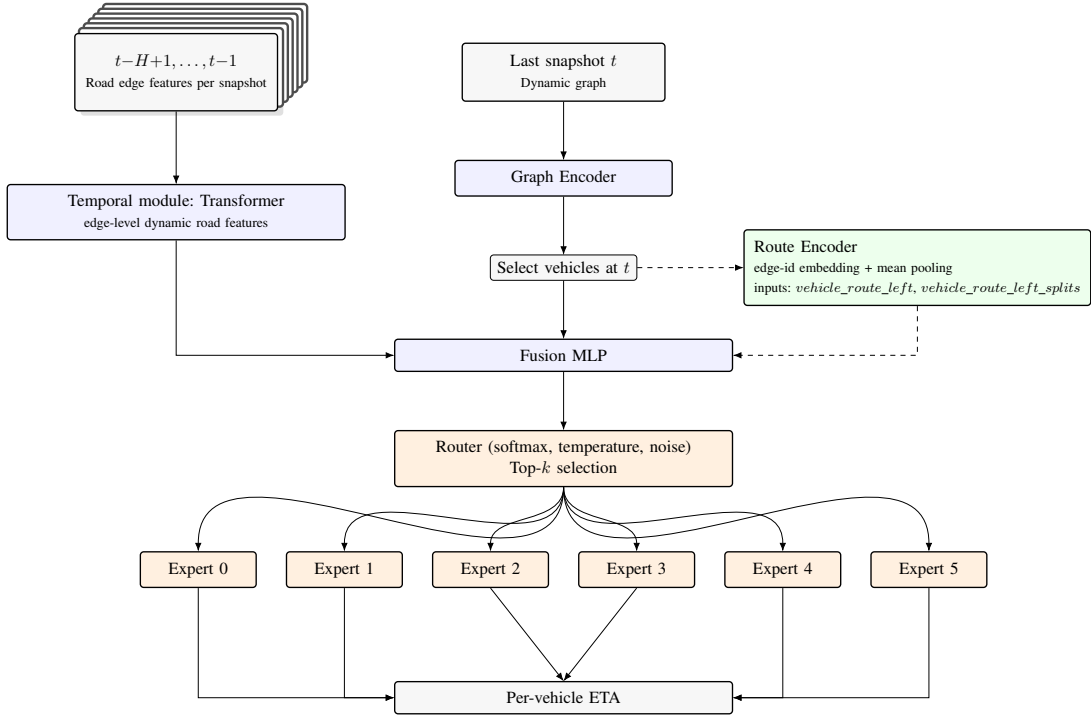 t−H+1, . . . , t−1
Road edge features per snapshot
Last snapshot t
Dynamic graph
Graph Encoder
Temporal module: Transformer
edge-level dynamic road features
Select vehicles at t
Route Encoder
edge-id embedding + mean pooling
inputs: vehicle_route_left, vehicle_route_left_splits
Fusion MLP
Router (softmax, temperature, noise)
Top-k selection
Expert 0
Expert 1
Expert 2
Expert 3
Expert 4
Expert 5
Per-vehicle ETA